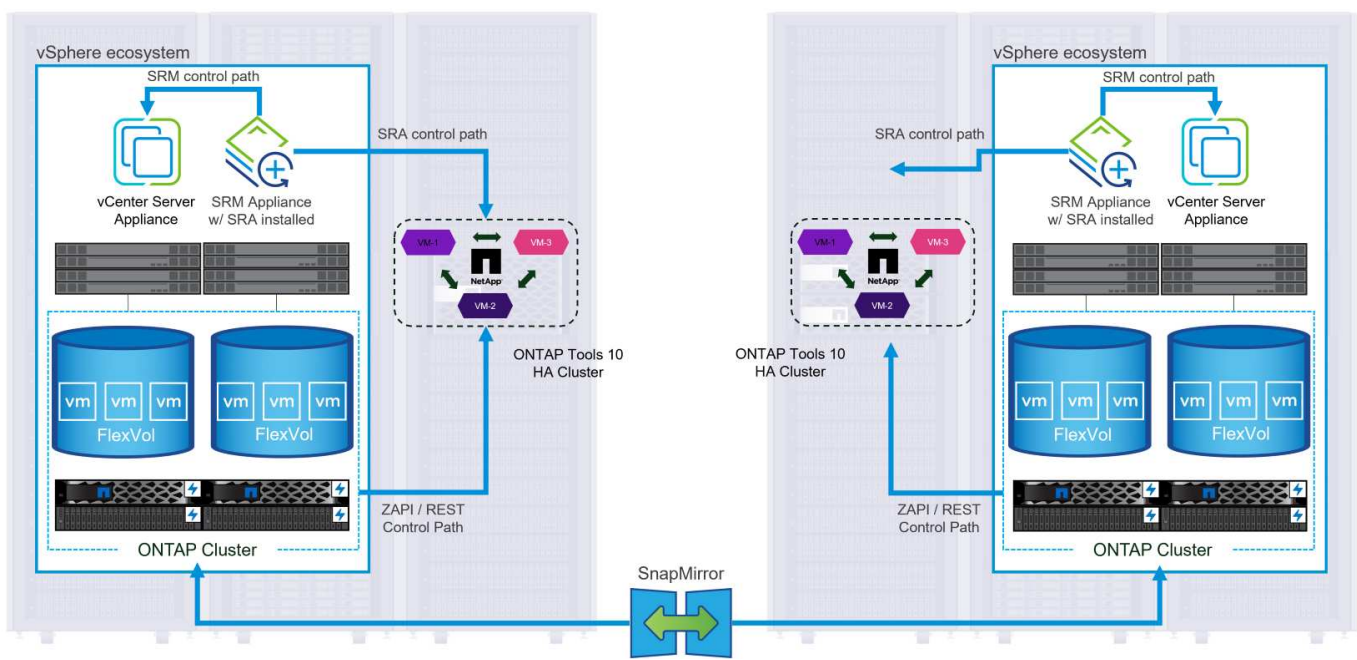 vSphere ecosystem
SRM control path
SRA control path
vCenter Server
Appliance
SRM Appliance
w/ SRA installed
VM-1
VM-3
NetApp
VM-2
ONTAP Tools 10
HA Cluster
vm vm vm
FlexVol
vm vm vm
FlexVol
ZAPI / REST
Control Path
ONTAP Cluster
SnapMirror
vSphere ecosystem
SRM control path
SRA control path
SRM Appliance
w/ SRA installed
vCenter Server
Appliance
VM-1
VM-3
NetApp
VM-2
ONTAP Tools 10
HA Cluster
vm vm vm
FlexVol
vm vm vm
FlexVol
ZAPI / REST
Control Path
ONTAP Cluster